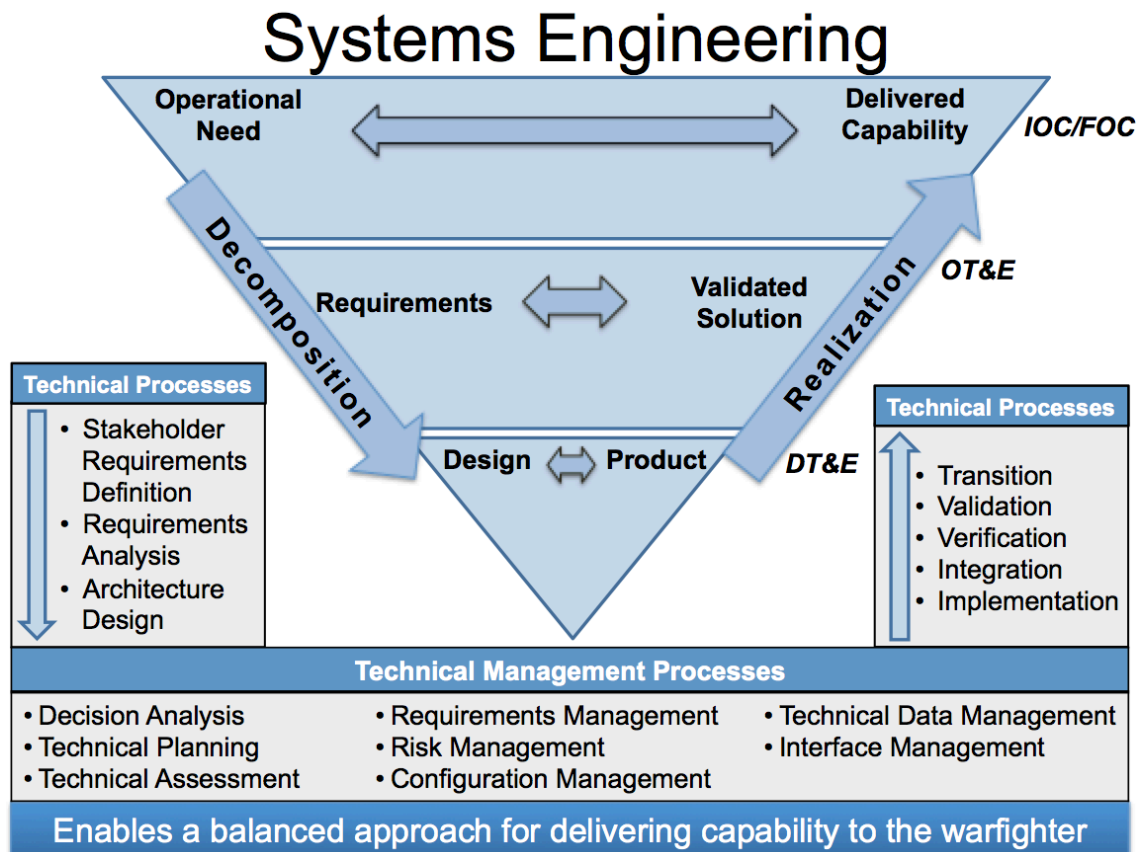 Systems Engineering
Operational
Need
Delivered
Capability
IOC/FOC
Decomposition
Realization
OT&E
Requirements
Validated
Solution
Design
Product
DT&E
Technical Processes
• Stakeholder
Requirements
Definition
• Requirements
Analysis
• Architecture
Design
Technical Processes
• Transition
• Validation
• Verification
• Integration
• Implementation
Technical Management Processes
• Decision Analysis
• Technical Planning
• Technical Assessment
• Requirements Management
• Risk Management
• Configuration Management
• Technical Data Management
• Interface Management
Enables a balanced approach for delivering capability to the warfighter